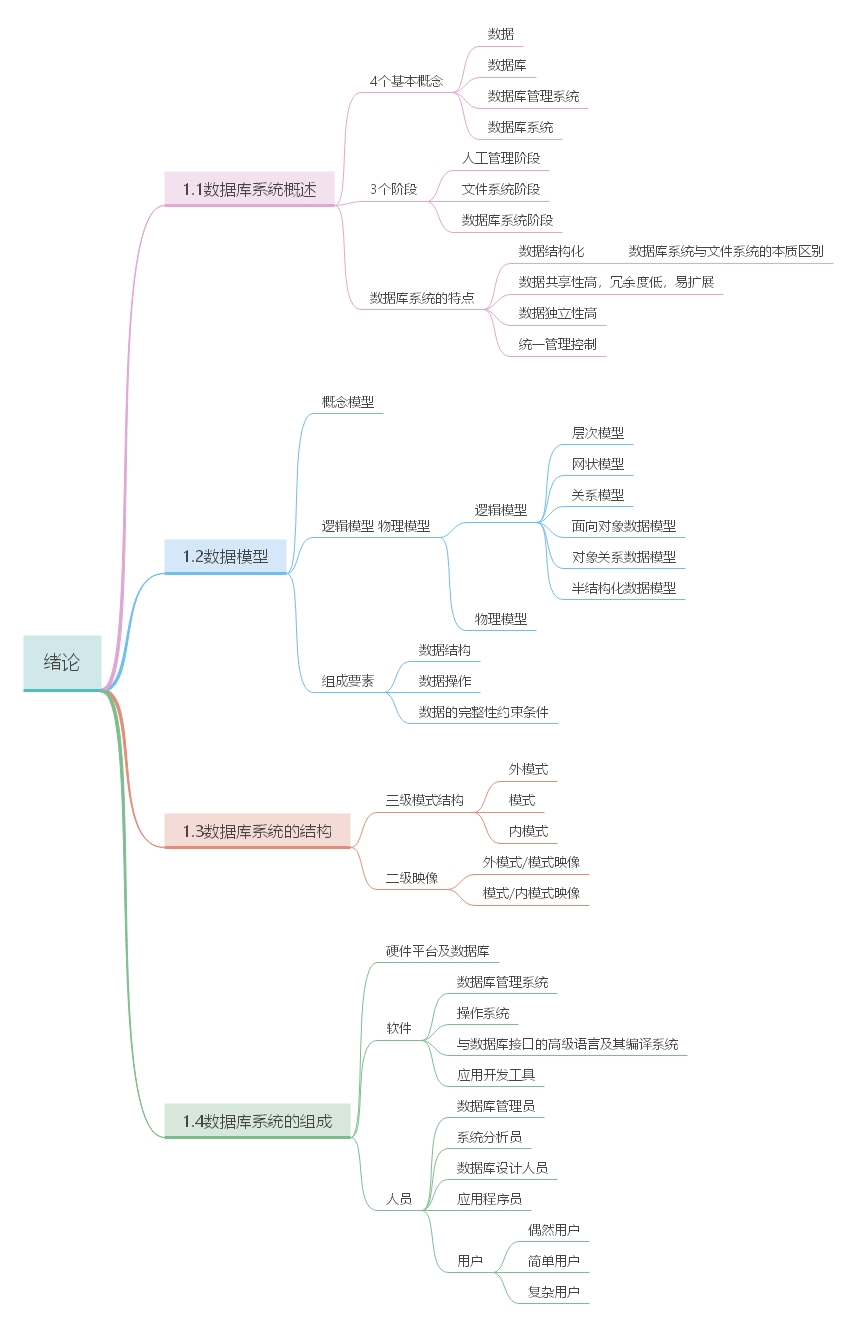 绪论
1.1数据库系统概述
4个基本概念
数据
数据库
数据库管理系统
数据库系统
3个阶段
人工管理阶段
文件系统阶段
数据库系统阶段
数据库系统的特点
数据结构化
数据库系统与文件系统的本质区别
数据共享性高，冗余度低，易扩展
数据独立性高
统一管理控制
1.2数据模型
概念模型
逻辑模型 物理模型
逻辑模型
层次模型
网状模型
关系模型
面向对象数据模型
对象关系数据模型
半结构化数据模型
物理模型
组成要素
数据结构
数据操作
数据的完整性约束条件
1.3数据库系统的结构
三级模式结构
外模式
模式
内模式
二级映像
外模式/模式映像
模式/内模式映像
1.4数据库系统的组成
硬件平台及数据库
软件
数据库管理系统
操作系统
与数据库接口的高级语言及其编译系统
应用开发工具
人员
数据库管理员
系统分析员
数据库设计人员
应用程序员
用户
偶然用户
简单用户
复杂用户